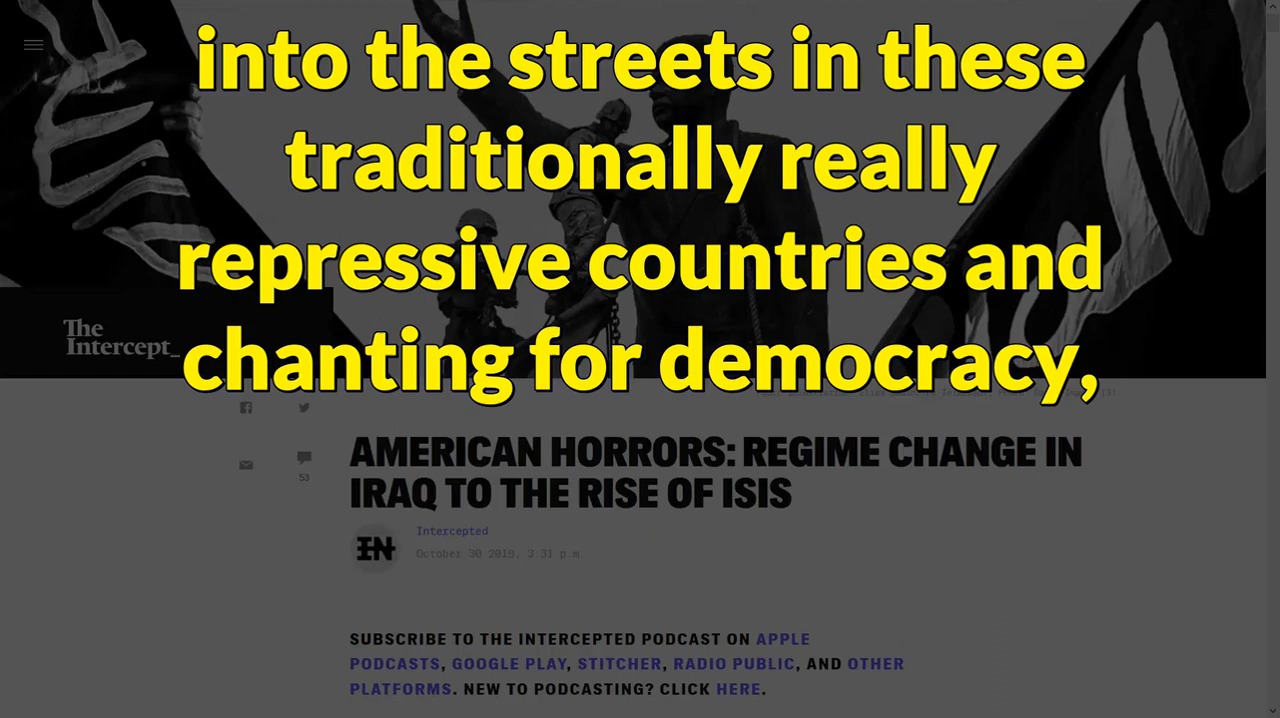 into the streets in these
traditionally really
repressive countries and
chanting for democracy,
The
Intercept_
53
AMERICAN HORRORS: REGIME CHANGE IN
IRAQ TO THE RISE OF ISIS
IN
Intercepted
October 30 2019, 3:31 p.m.
SUBSCRIBE TO THE INTERCEPTED PODCAST ON APPLE
PODCASTS, GOOGLE PLAY, STITCHER, RADIO PUBLIC, AND OTHER
PLATFORMS. NEW TO PODCASTING? CLICK HERE.